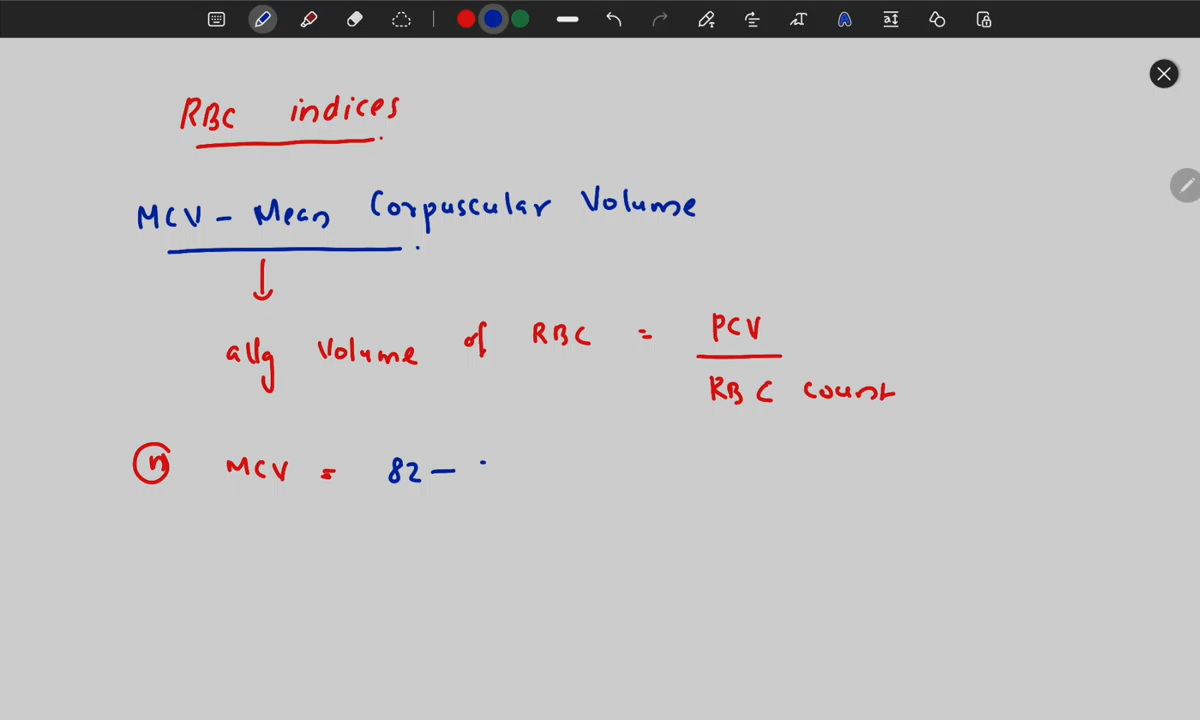 RBC indices
MCV - Mean Corpuscular Volume
↓
avg Volume of RBC = PCV
RBC count
n MCV = 82 -